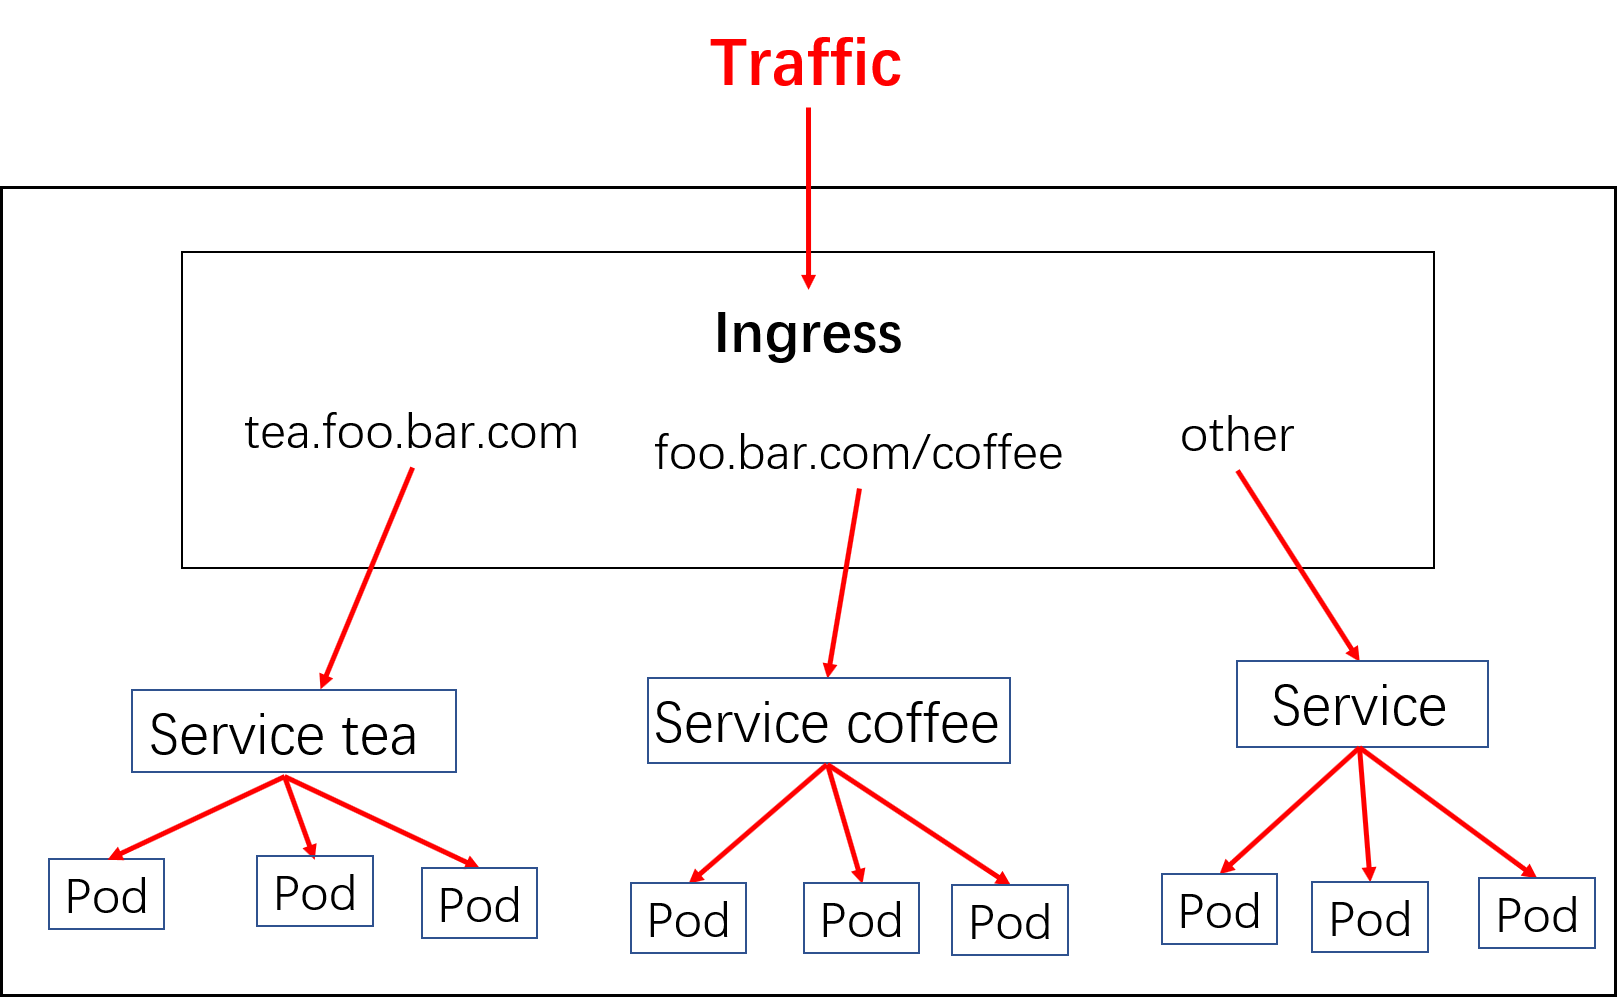 Traffic
Ingress
tea.foo.bar.com
foo.bar.com/coffee
other
Service tea
Service coffee
Service
Pod
Pod
Pod
Pod
Pod
Pod
Pod
Pod
Pod